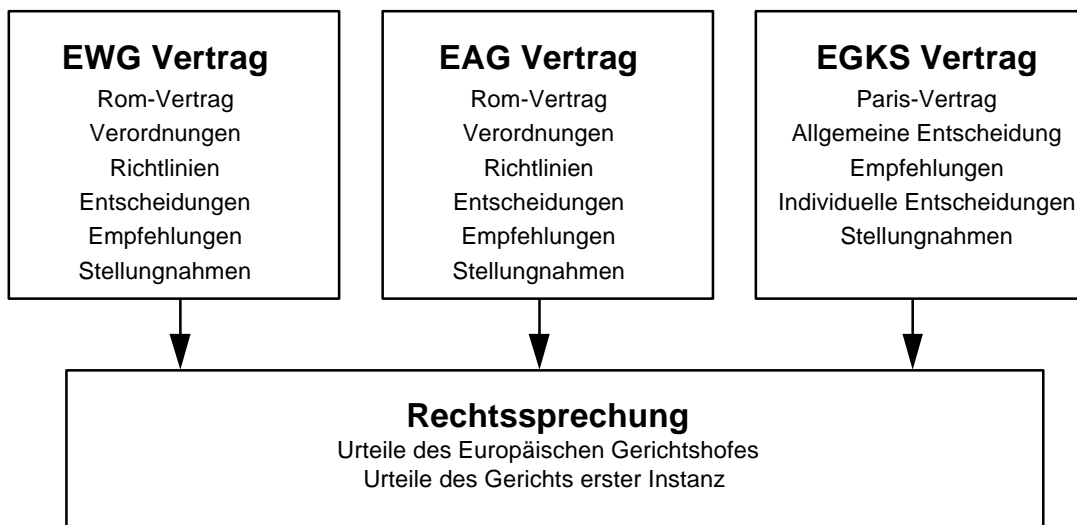 EWG Vertrag
Rom-Vertrag
Verordnungen
Richtlinien
Entscheidungen
Empfehlungen
Stellungnahmen
EAG Vertrag
Rom-Vertrag
Verordnungen
Richtlinien
Entscheidungen
Empfehlungen
Stellungnahmen
EGKS Vertrag
Paris-Vertrag
Allgemeine Entscheidung
Empfehlungen
Individuelle Entscheidungen
Stellungnahmen
Rechtssprechung
Urteile des Europäischen Gerichtshofes
Urteile des Gerichts erster Instanz